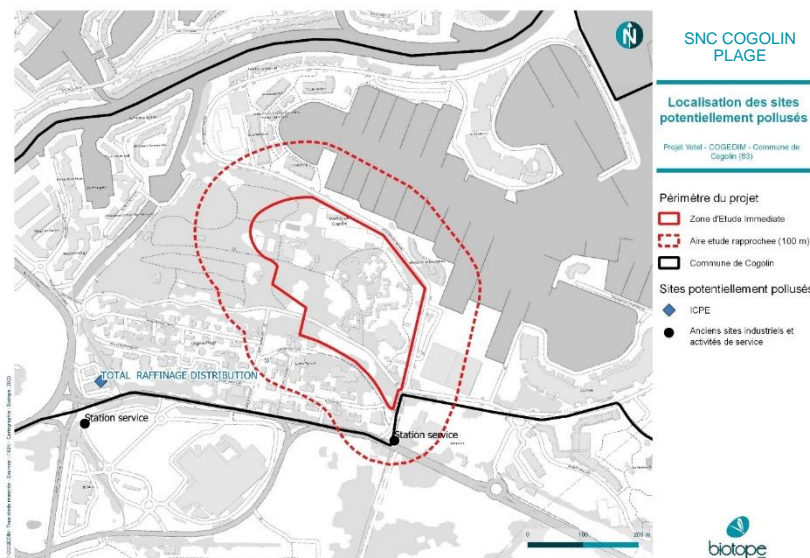 N
SNC COGOLIN
PLAGE
Localisation des sites
potentiellement pollués
Projet Yotel - COGEDIM - Commune de
Cogolin (83)
Périmètre du projet
Zone d'Etude Immediate
Aire etude rapprochee (100 m)
Commune de Cogolin
Sites potentiellement pollués
ICPE
Anciens sites industriels et
activités de service
TOTAL RAFFINAGE DISTRIBUTION
Station service
Station service
0
100
200 m
biotope